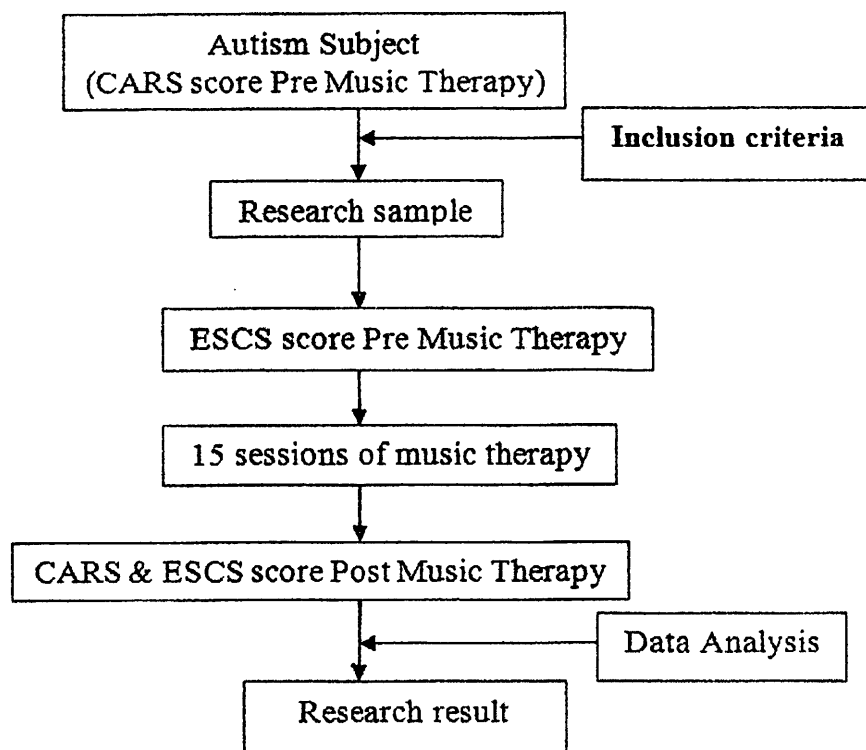 Autism Subject
(CARS score Pre Music Therapy)
Inclusion criteria
Research sample
ESCS score Pre Music Therapy
15 sessions of music therapy
CARS & ESCS score Post Music Therapy
Data Analysis
Research result